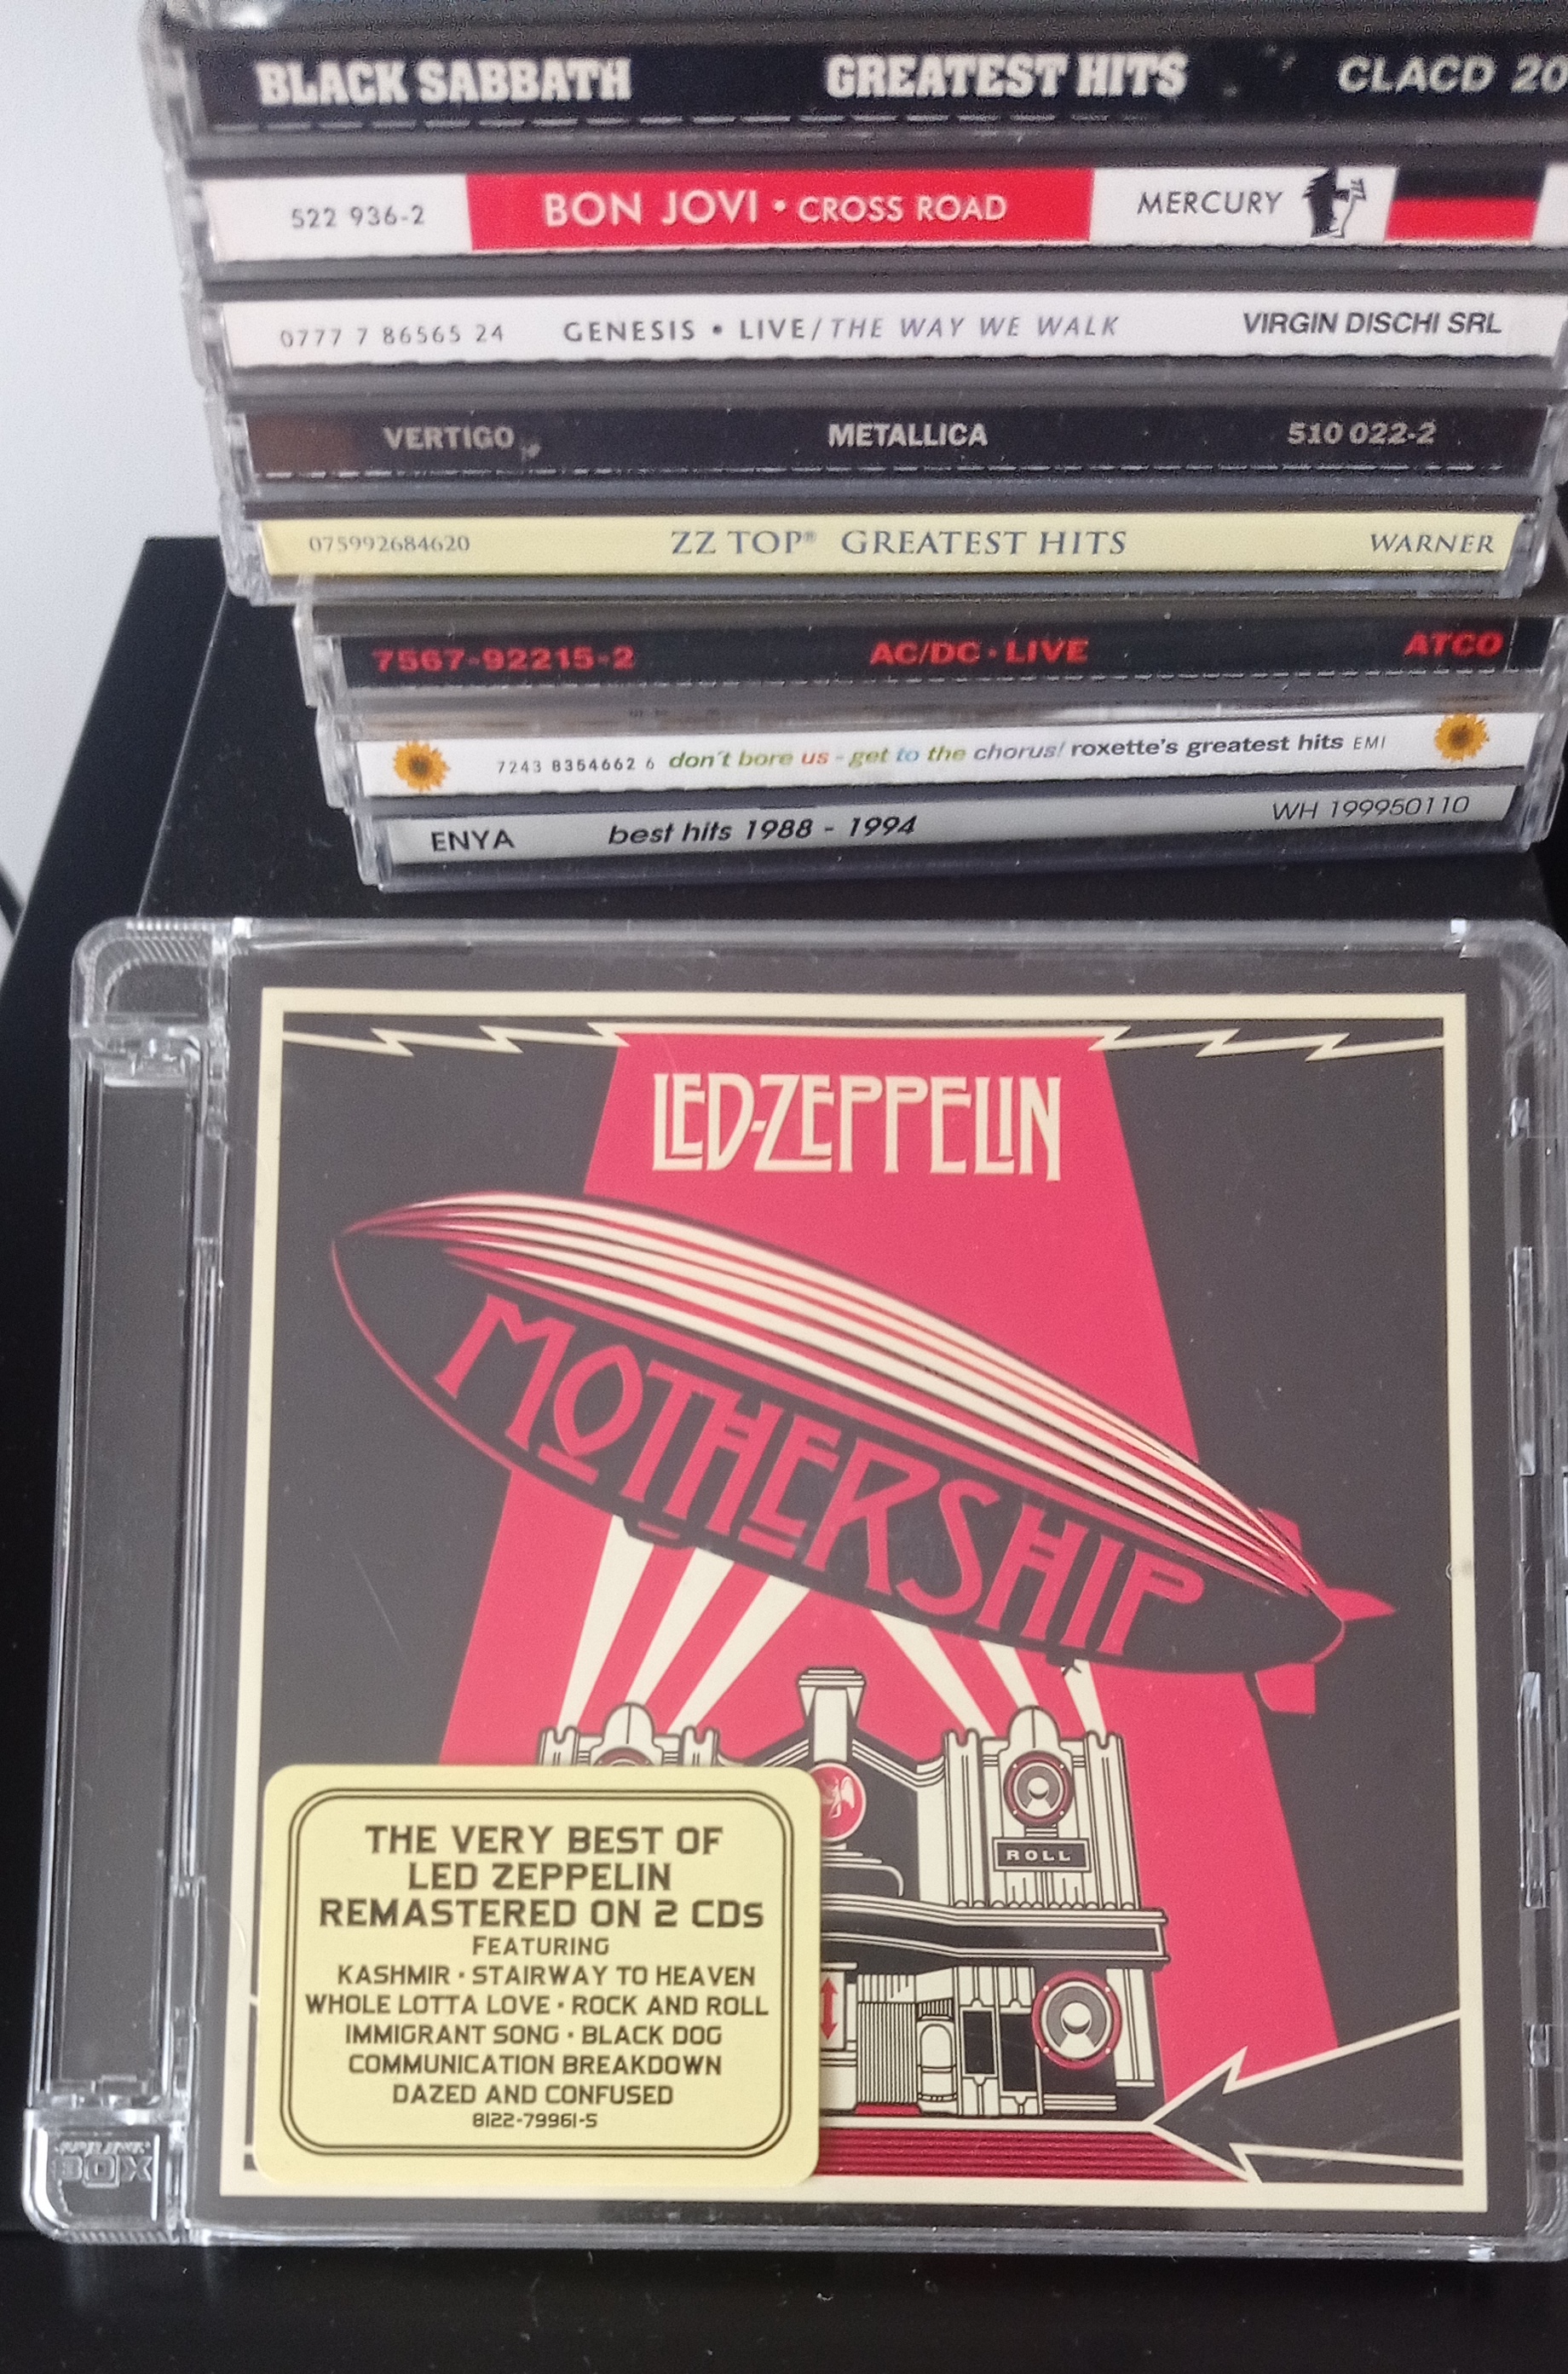 BLACK SABBATH GREATEST HITS CLACD 20
522 936-2 BON JOVI • CROSS ROAD MERCURY
0777 7 86565 24 GENESIS • LIVE/THE WAY WE WALK VIRGIN DISCHI SRL
VERTIGO METALLICA 510 022-2
075992684620 ZZ TOP® GREATEST HITS WARNER
7567-92215-2 AC/DC • LIVE ATCO
7243 8354662 6 don't bore us - get to the chorus/ roxette's greatest hits EMI
ENYA best hits 1988 - 1994 WH 199950110
LED-ZEPPELIN
MOTHERSHIP
ROLL
THE VERY BEST OF
LED ZEPPELIN
REMASTERED ON 2 CDS
FEATURING
KASHMIR • STAIRWAY TO HEAVEN
WHOLE LOTTA LOVE • ROCK AND ROLL
IMMIGRANT SONG • BLACK DOG
COMMUNICATION BREAKDOWN
DAZED AND CONFUSED
8122-79961-5
BOX